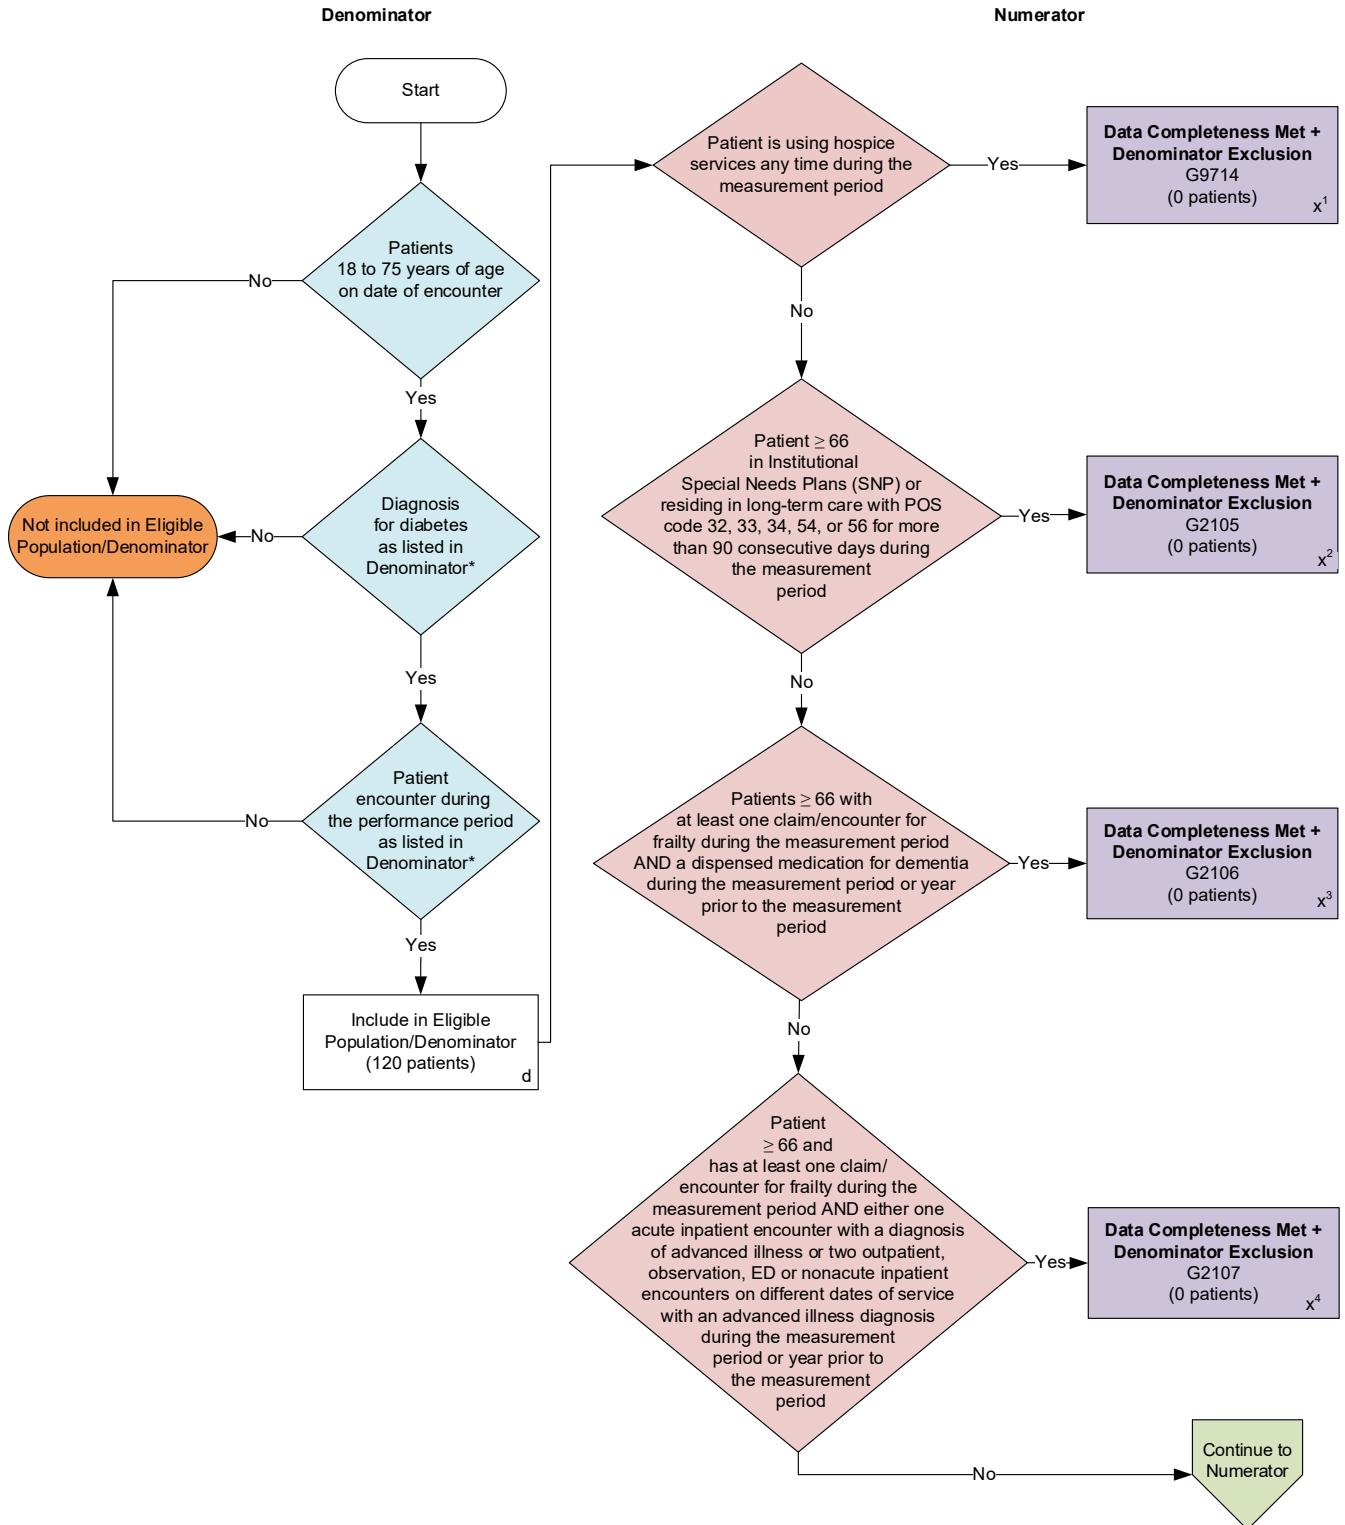 Denominator
Numerator
Start
Patients
18 to 75 years of age
on date of encounter
No
Yes
Diagnosis
for diabetes
as listed in
Denominator*
No
Not included in Eligible
Population/Denominator
Yes
Patient
encounter during
the performance period
as listed in
Denominator*
No
Yes
Include in Eligible
Population/Denominator
(120 patients)
d
Patient is using hospice
services any time during the
measurement period
Yes
Data Completeness Met +
Denominator Exclusion
G9714
(0 patients)
x¹
No
Patient ≥ 66
in Institutional
Special Needs Plans (SNP) or
residing in long-term care with POS
code 32, 33, 34, 54, or 56 for more
than 90 consecutive days during
the measurement
period
Yes
Data Completeness Met +
Denominator Exclusion
G2105
(0 patients)
x²
No
Patients ≥ 66 with
at least one claim/encounter for
frailty during the measurement period
AND a dispensed medication for dementia
during the measurement period or year
prior to the measurement
period
Yes
Data Completeness Met +
Denominator Exclusion
G2106
(0 patients)
x³
No
Patient
≥ 66 and
has at least one claim/
encounter for frailty during the
measurement period AND either one
acute inpatient encounter with a diagnosis
of advanced illness or two outpatient,
observation, ED or nonacute inpatient
encounters on different dates of service
with an advanced illness diagnosis
during the measurement
period or year prior to
the measurement
period
Yes
Data Completeness Met +
Denominator Exclusion
G2107
(0 patients)
x⁴
No
Continue to
Numerator